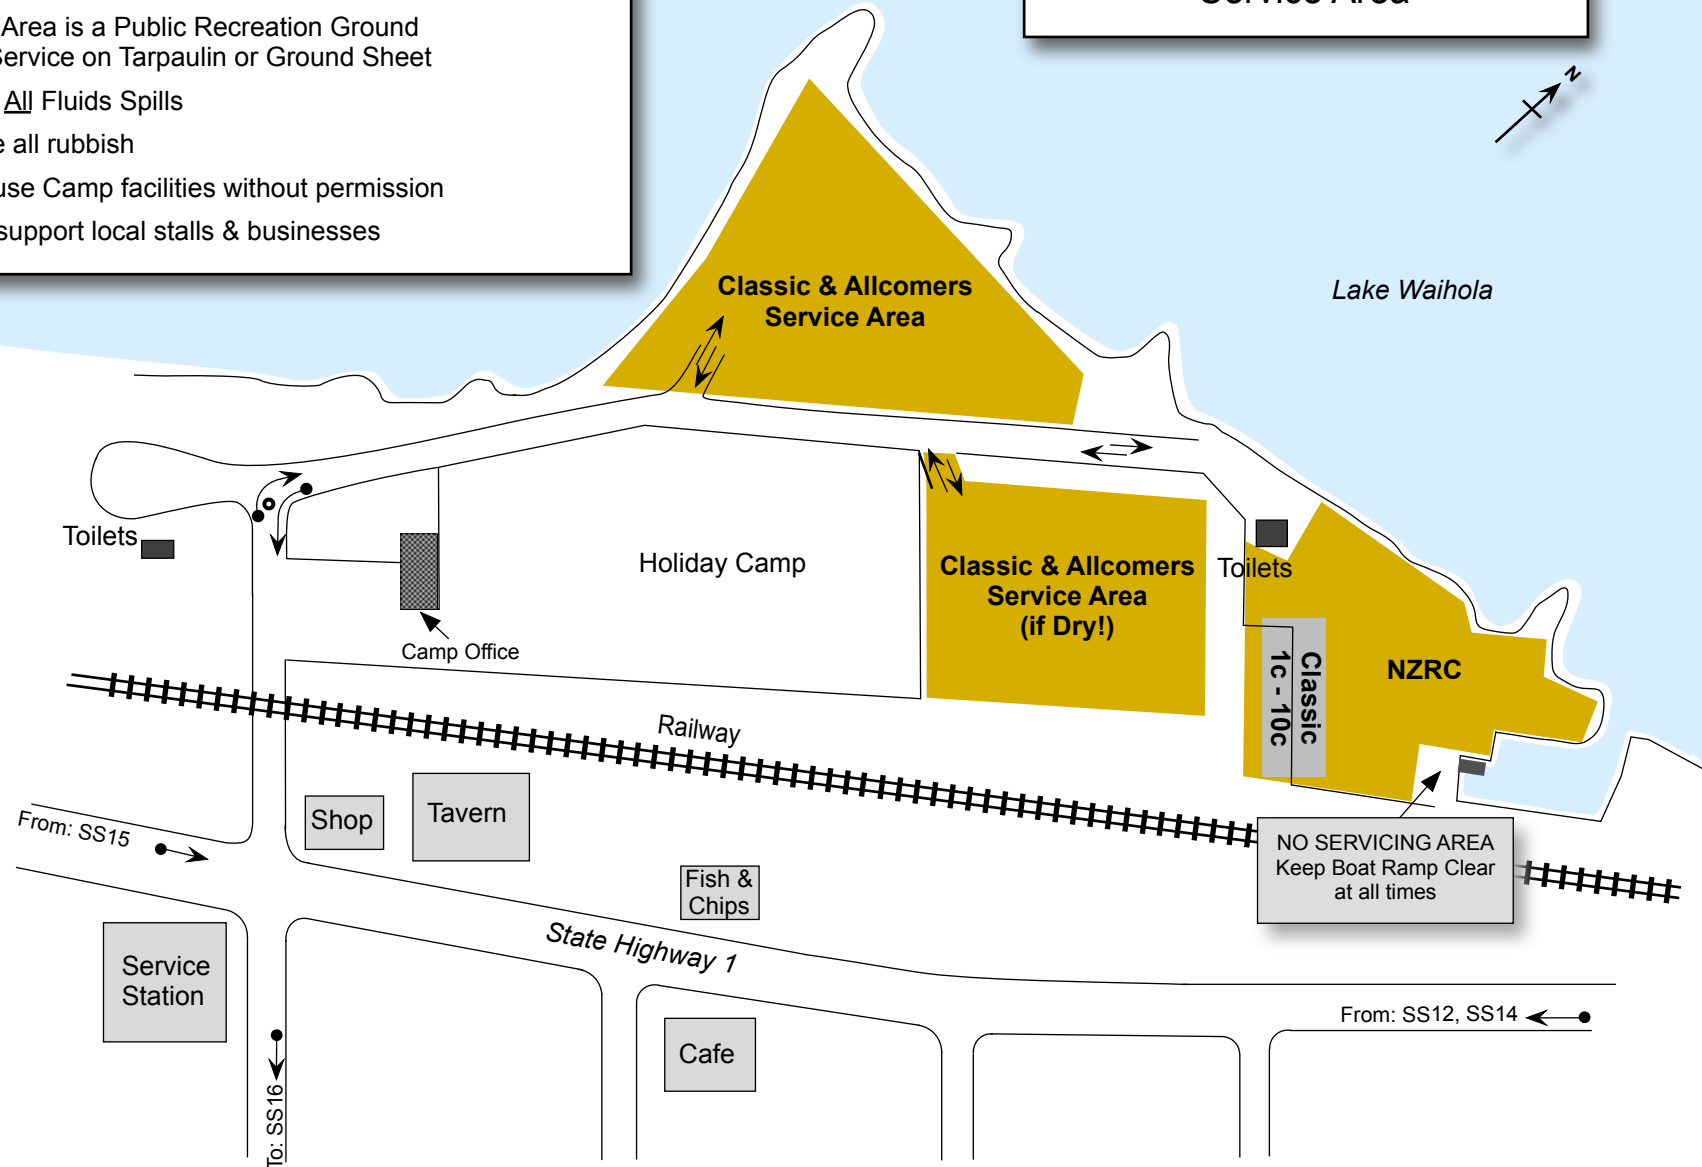 Area is a Public Recreation Ground
Service on Tarpaulin or Ground Sheet
All Fluids Spills
all rubbish
use Camp facilities without permission
support local stalls & businesses
Service Area
N
Lake Waihola
Classic & Allcomers
Service Area
Toilets
Holiday Camp
Camp Office
Classic & Allcomers
Service Area
(if Dry!)
Toilets
Classic
1c - 10c
NZRC
Railway
Shop
Tavern
From: SS15
Fish &
Chips
NO SERVICING AREA
Keep Boat Ramp Clear
at all times
State Highway 1
Service
Station
From: SS12, SS14
Cafe
To: SS16